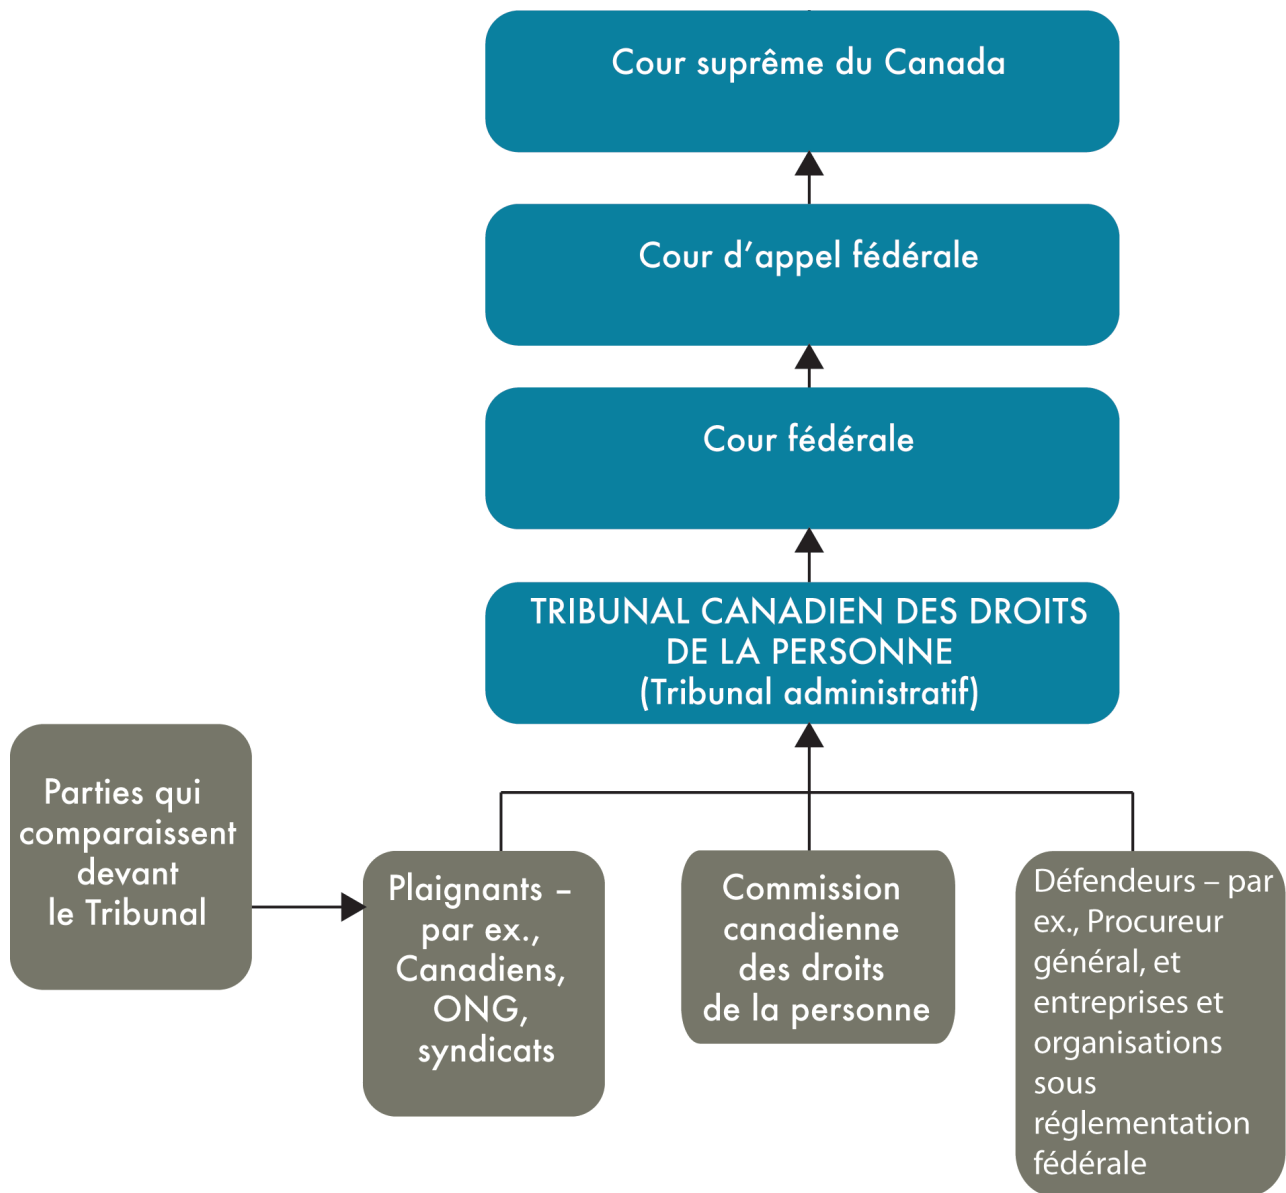 Cour suprême du Canada
Cour d’appel fédérale
Cour fédérale
TRIBUNAL CANADIEN DES DROITS
DE LA PERSONNE
(Tribunal administratif)
Parties qui
comparaissent
devant
le Tribunal
Plaignants –
par ex.,
Canadiens,
ONG,
syndicats
Commission
canadienne
des droits
de la personne
Défendeurs – par
ex., Procureur
général, et
entreprises et
organisations
sous
réglementation
fédérale